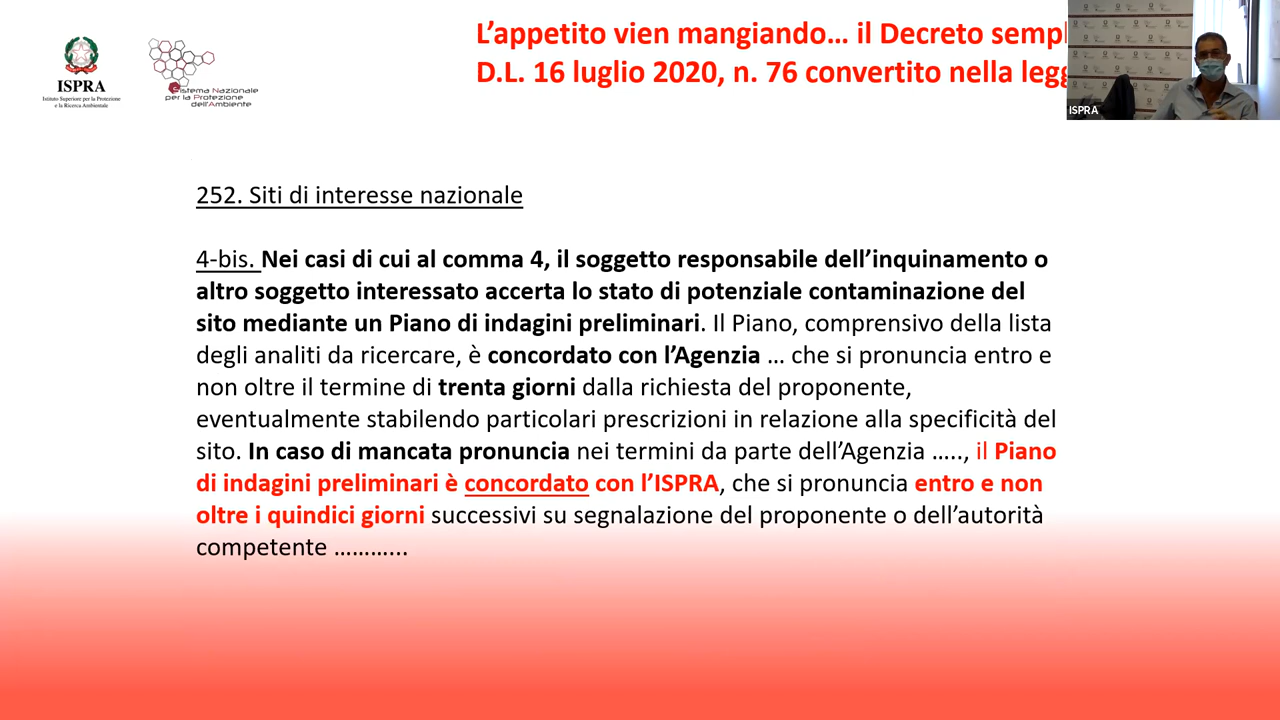 L'appetito vien mangiando… il Decreto sempl
D.L. 16 luglio 2020, n. 76 convertito nella legg
ISPRA
Istituto Superiore per la Protezione
e la Ricerca Ambientale
Sistema Nazionale
per la Protezione
dell'Ambiente
ISPRA
252. Siti di interesse nazionale
4-bis. Nei casi di cui al comma 4, il soggetto responsabile dell'inquinamento o
altro soggetto interessato accerta lo stato di potenziale contaminazione del
sito mediante un Piano di indagini preliminari. Il Piano, comprensivo della lista
degli analiti da ricercare, è concordato con l'Agenzia … che si pronuncia entro e
non oltre il termine di trenta giorni dalla richiesta del proponente,
eventualmente stabilendo particolari prescrizioni in relazione alla specificità del
sito. In caso di mancata pronuncia nei termini da parte dell'Agenzia ….., il Piano
di indagini preliminari è concordato con l'ISPRA, che si pronuncia entro e non
oltre i quindici giorni successivi su segnalazione del proponente o dell'autorità
competente ………...